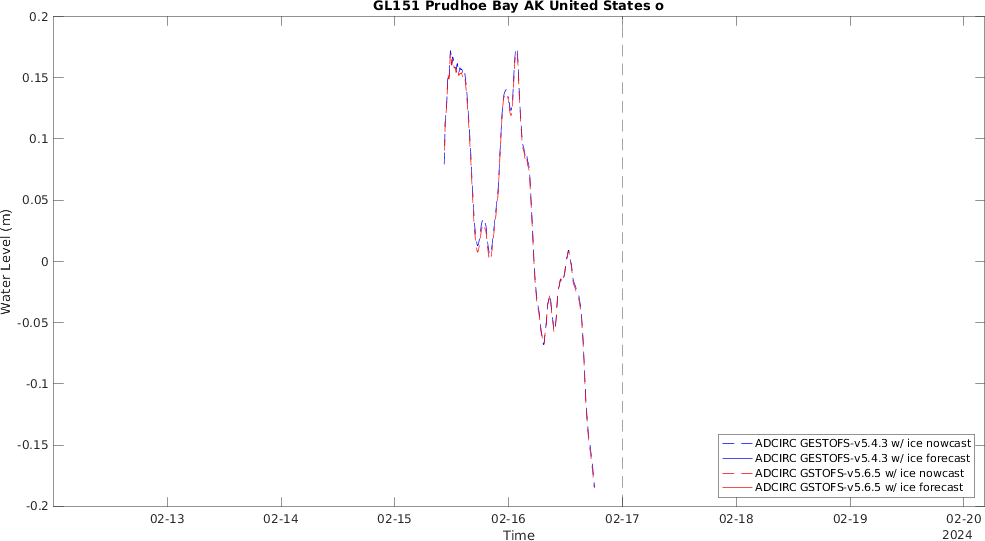 GL151 Prudhoe Bay AK United States o
0.2
0.15
0.1
0.05
0
-0.05
-0.1
-0.15
-0.2
Water Level (m)
02-13 02-14 02-15 02-16 02-17 02-18 02-19 02-20
2024
Time
ADCIRC GESTOFS-v5.4.3 w/ ice nowcast
ADCIRC GESTOFS-v5.4.3 w/ ice forecast
ADCIRC GSTOFS-v5.6.5 w/ ice nowcast
ADCIRC GSTOFS-v5.6.5 w/ ice forecast